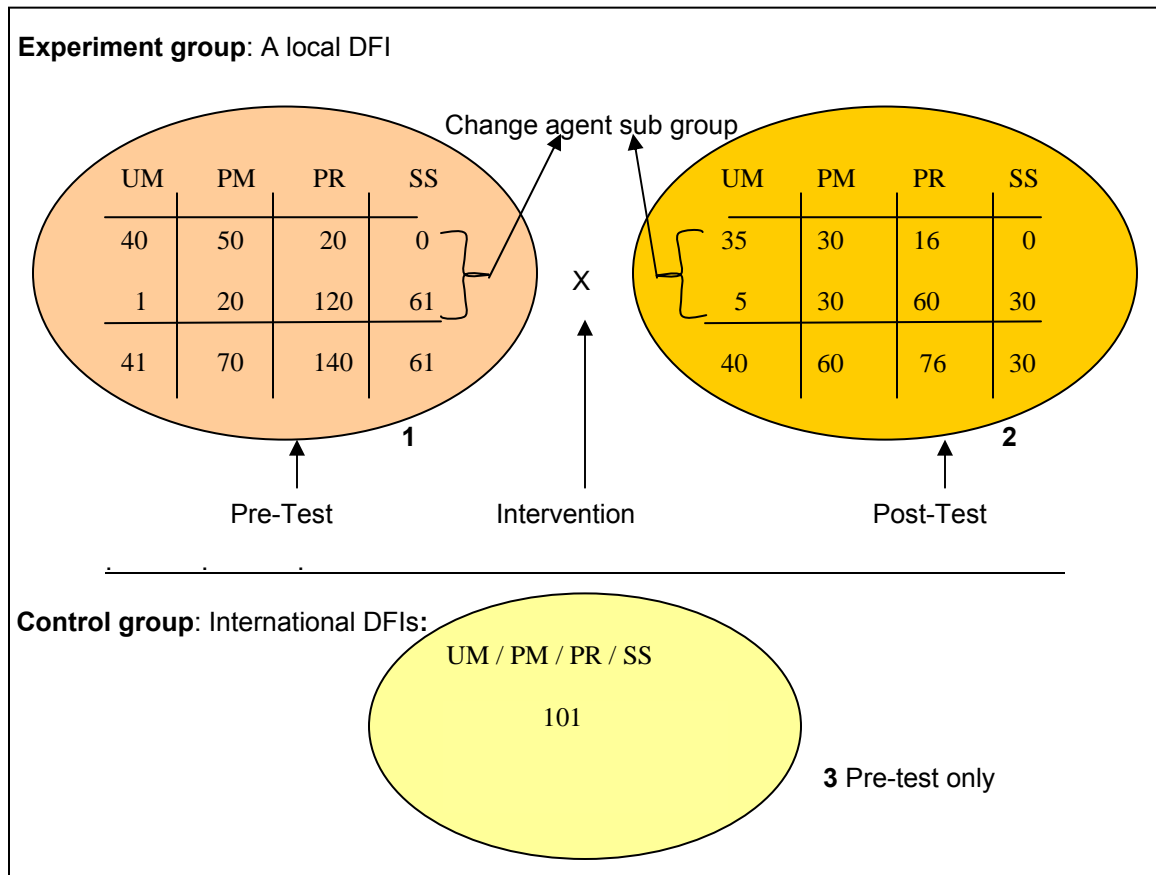 Experiment group: A local DFI
Change agent sub group
UM PM PR SS
40 50 20 0
1 20 120 61
41 70 140 61
1
X
UM PM PR SS
35 30 16 0
5 30 60 30
40 60 76 30
2
Pre-Test
Intervention
Post-Test
. . .
Control group: International DFIs:
UM / PM / PR / SS
101
3 Pre-test only